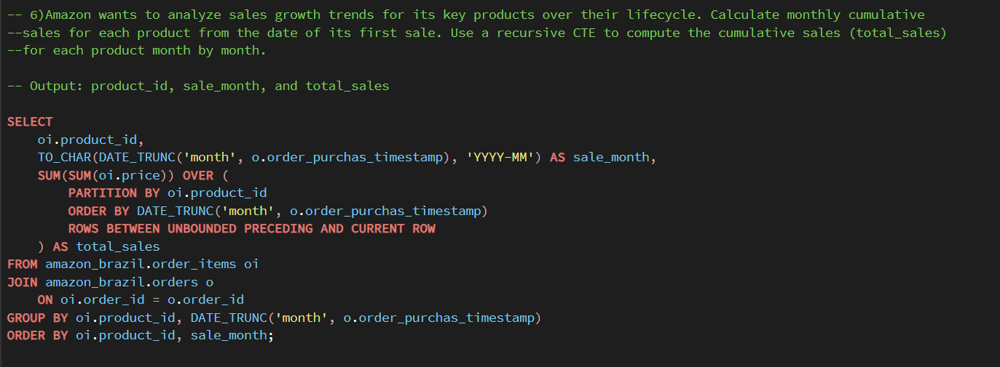 -- 6)Amazon wants to analyze sales growth trends for its key products over their lifecycle. Calculate monthly cumulative
--sales for each product from the date of its first sale. Use a recursive CTE to compute the cumulative sales (total_sales)
--for each product month by month.
-- Output: product_id, sale_month, and total_sales
SELECT
    oi.product_id,
    TO_CHAR(DATE_TRUNC('month', o.order_purchas_timestamp), 'YYYY-MM') AS sale_month,
    SUM(SUM(oi.price)) OVER (
        PARTITION BY oi.product_id
        ORDER BY DATE_TRUNC('month', o.order_purchas_timestamp)
        ROWS BETWEEN UNBOUNDED PRECEDING AND CURRENT ROW
    ) AS total_sales
FROM amazon_brazil.order_items oi
JOIN amazon_brazil.orders o
    ON oi.order_id = o.order_id
GROUP BY oi.product_id, DATE_TRUNC('month', o.order_purchas_timestamp)
ORDER BY oi.product_id, sale_month;